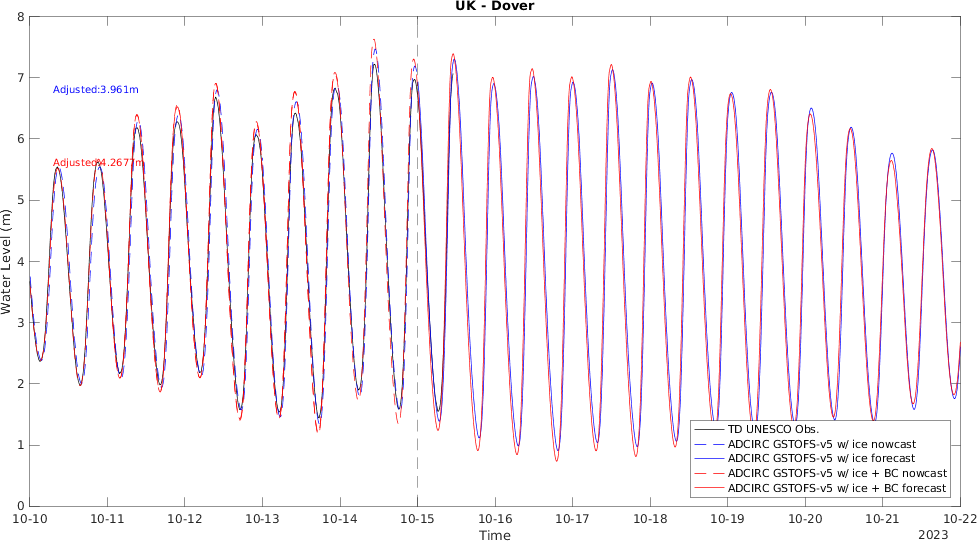 UK - Dover
8
7
6
5
4
3
2
1
0
Water Level (m)
Adjusted:3.961m
Adjusted:4.2677m
TD UNESCO Obs.
ADCIRC GSTOFS-v5 w/ ice nowcast
ADCIRC GSTOFS-v5 w/ ice forecast
ADCIRC GSTOFS-v5 w/ ice + BC nowcast
ADCIRC GSTOFS-v5 w/ ice + BC forecast
10-10 10-11 10-12 10-13 10-14 10-15 10-16 10-17 10-18 10-19 10-20 10-21 10-22
Time
2023